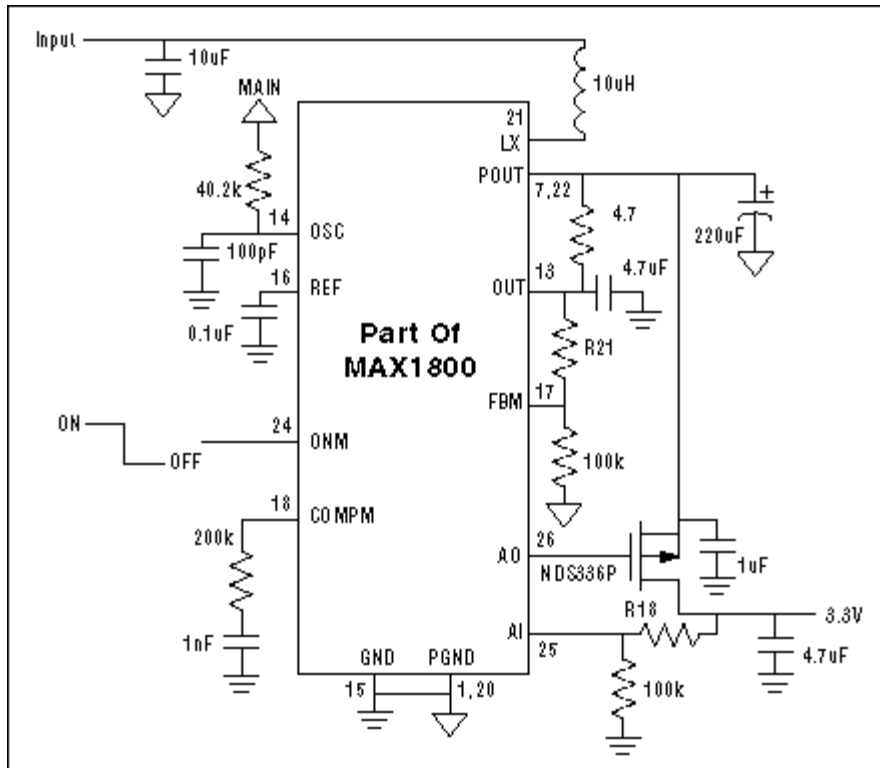 Input
10uF
10uH
MAIN
21
LX
POUT
7,22
40.2k
4.7
14
OSC
220uF
+
100pF
4.7uF
16
REF
13
OUT
0.1uF
Part Of
MAX1800
R21
17
FBM
ON
24
OFF
ONM
100k
18
COMPM
200k
26
AO
NDS336P
1uF
R18
3.3V
AI
25
1nF
4.7uF
GND
PGND
100k
15
1,20